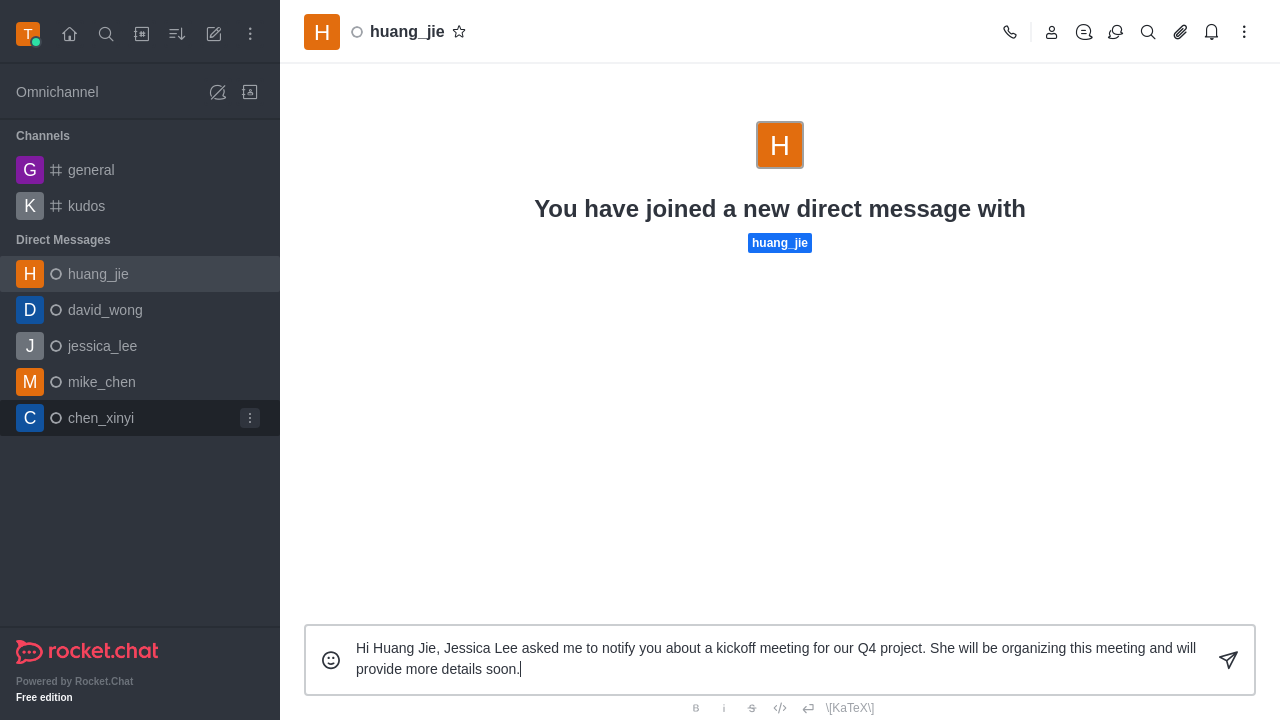 T
H huang_jie
Omnichannel
Channels
G general
K kudos
Direct Messages
H huang_jie
D david_wong
J jessica_lee
M mike_chen
C chen_xinyi
rocket.chat
Powered by Rocket.Chat
Free edition
H
You have joined a new direct message with
huang_jie
Hi Huang Jie, Jessica Lee asked me to notify you about a kickoff meeting for our Q4 project. She will be organizing this meeting and will
provide more details soon.
B i S \[KaTeX\]